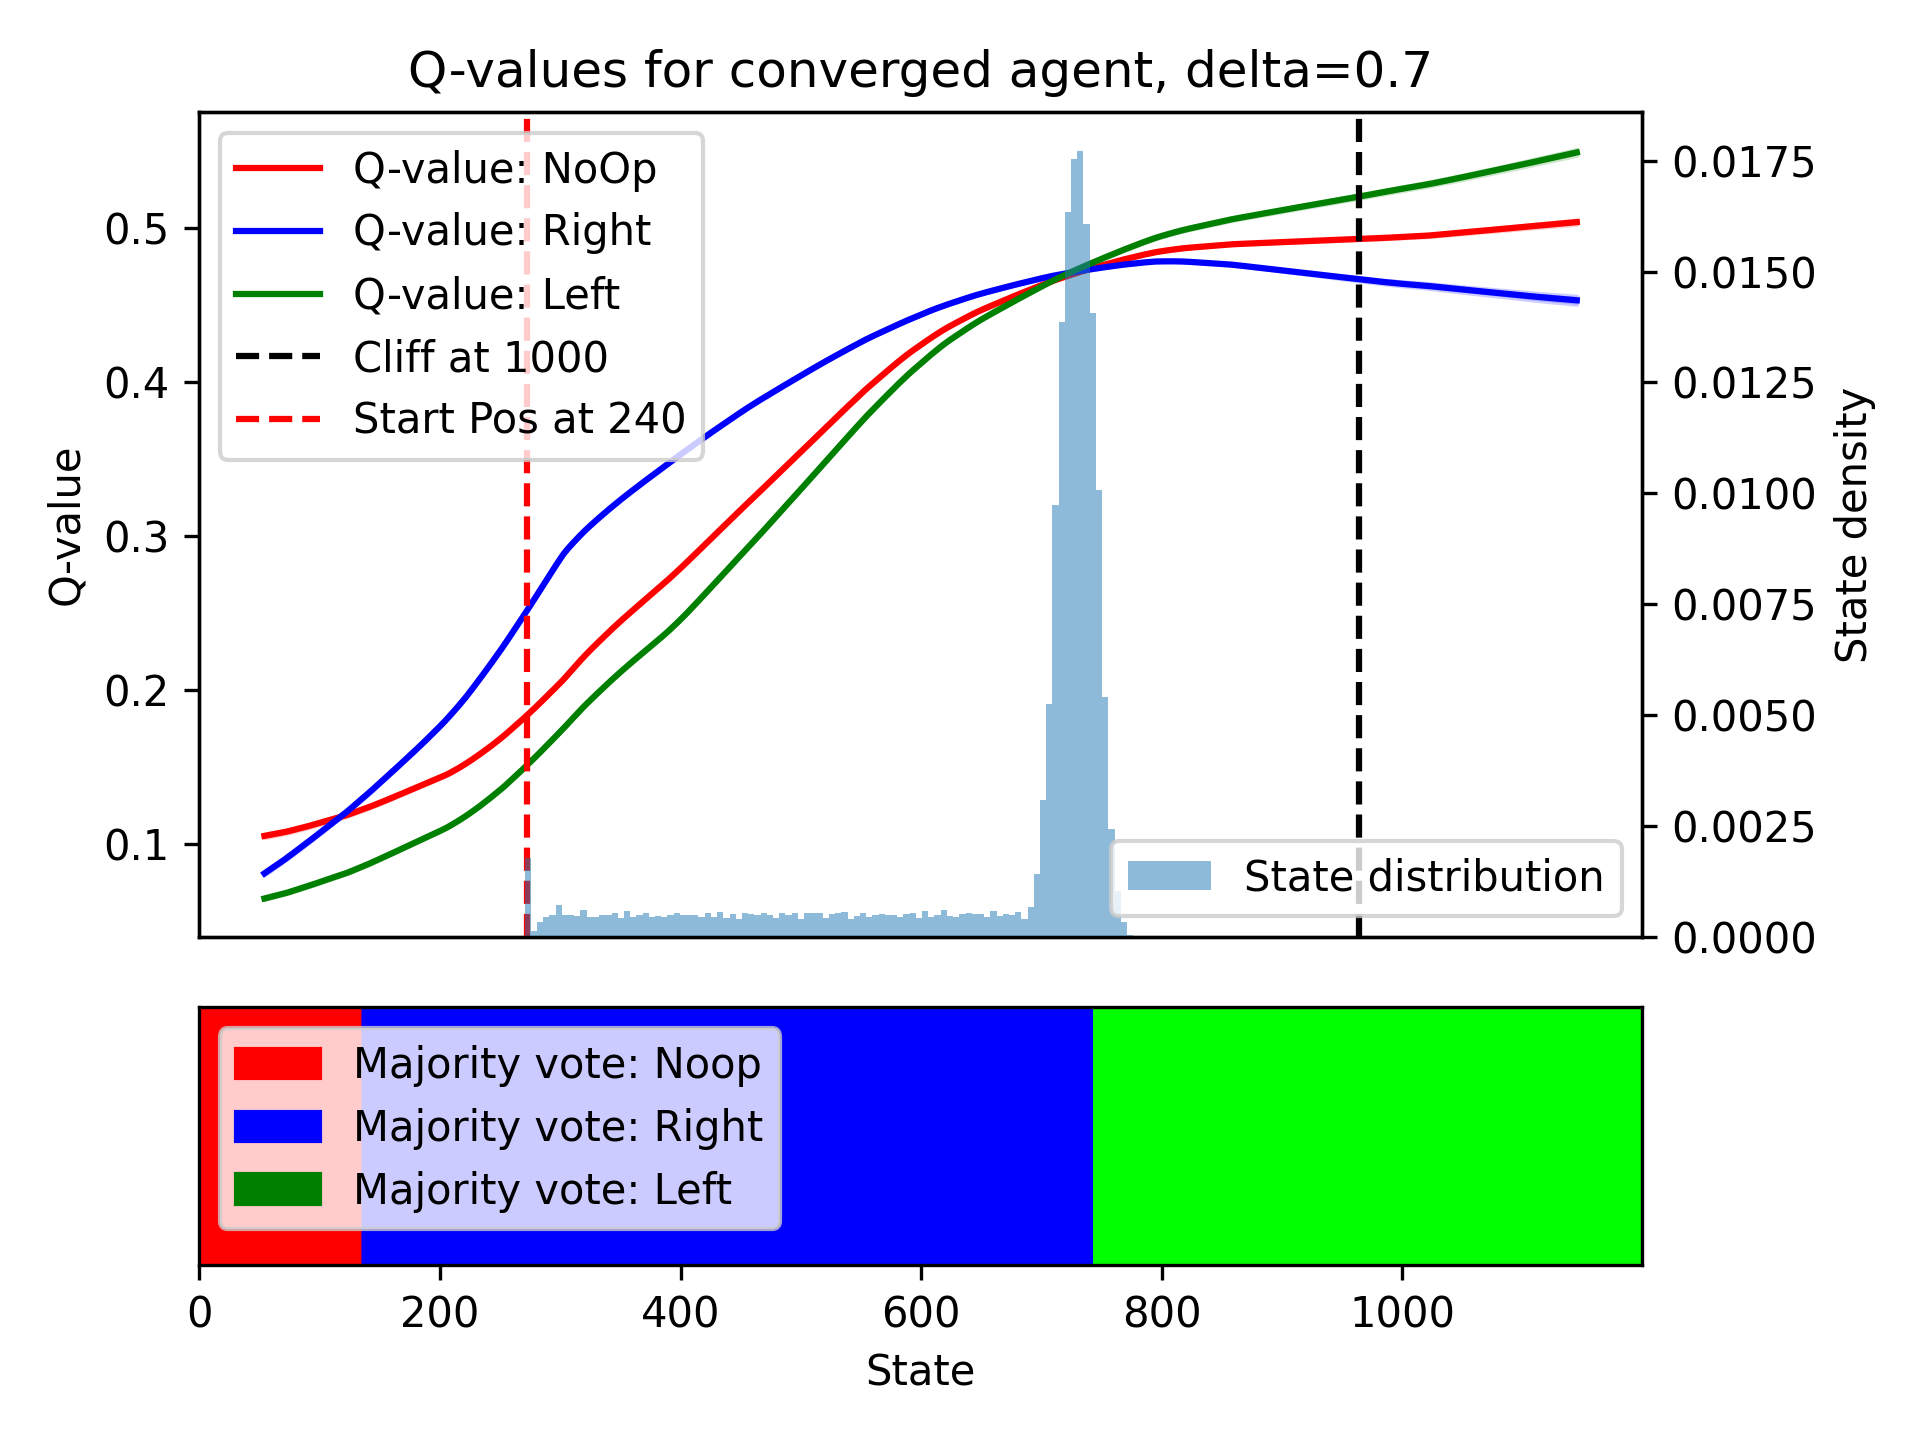 Q-values for converged agent, delta=0.7
Q-value: NoOp
Q-value: Right
Q-value: Left
Cliff at 1000
Start Pos at 240
Q-value
0.5
0.4
0.3
0.2
0.1
State density
0.0175
0.0150
0.0125
0.0100
0.0075
0.0050
0.0025
0.0000
State distribution
Majority vote: Noop
Majority vote: Right
Majority vote: Left
0 200 400 600 800 1000
State